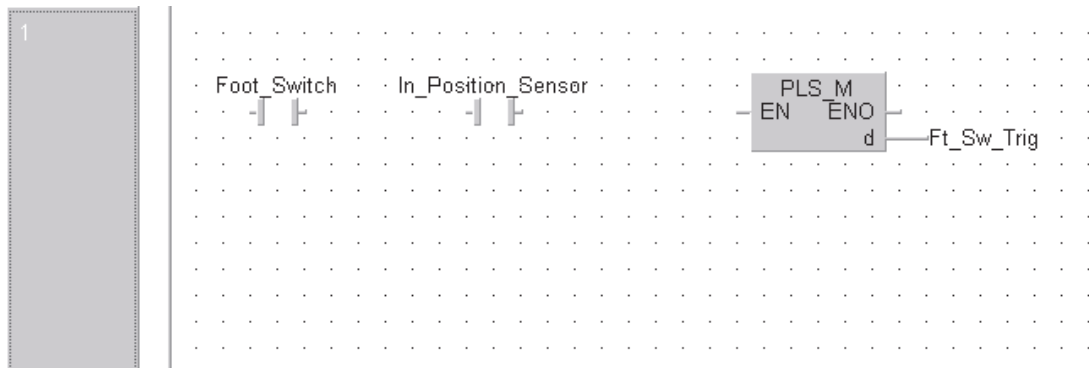 1
Foot_Switch
In_Position_Sensor
PLS_M
EN ENO
d
Ft_Sw_Trig